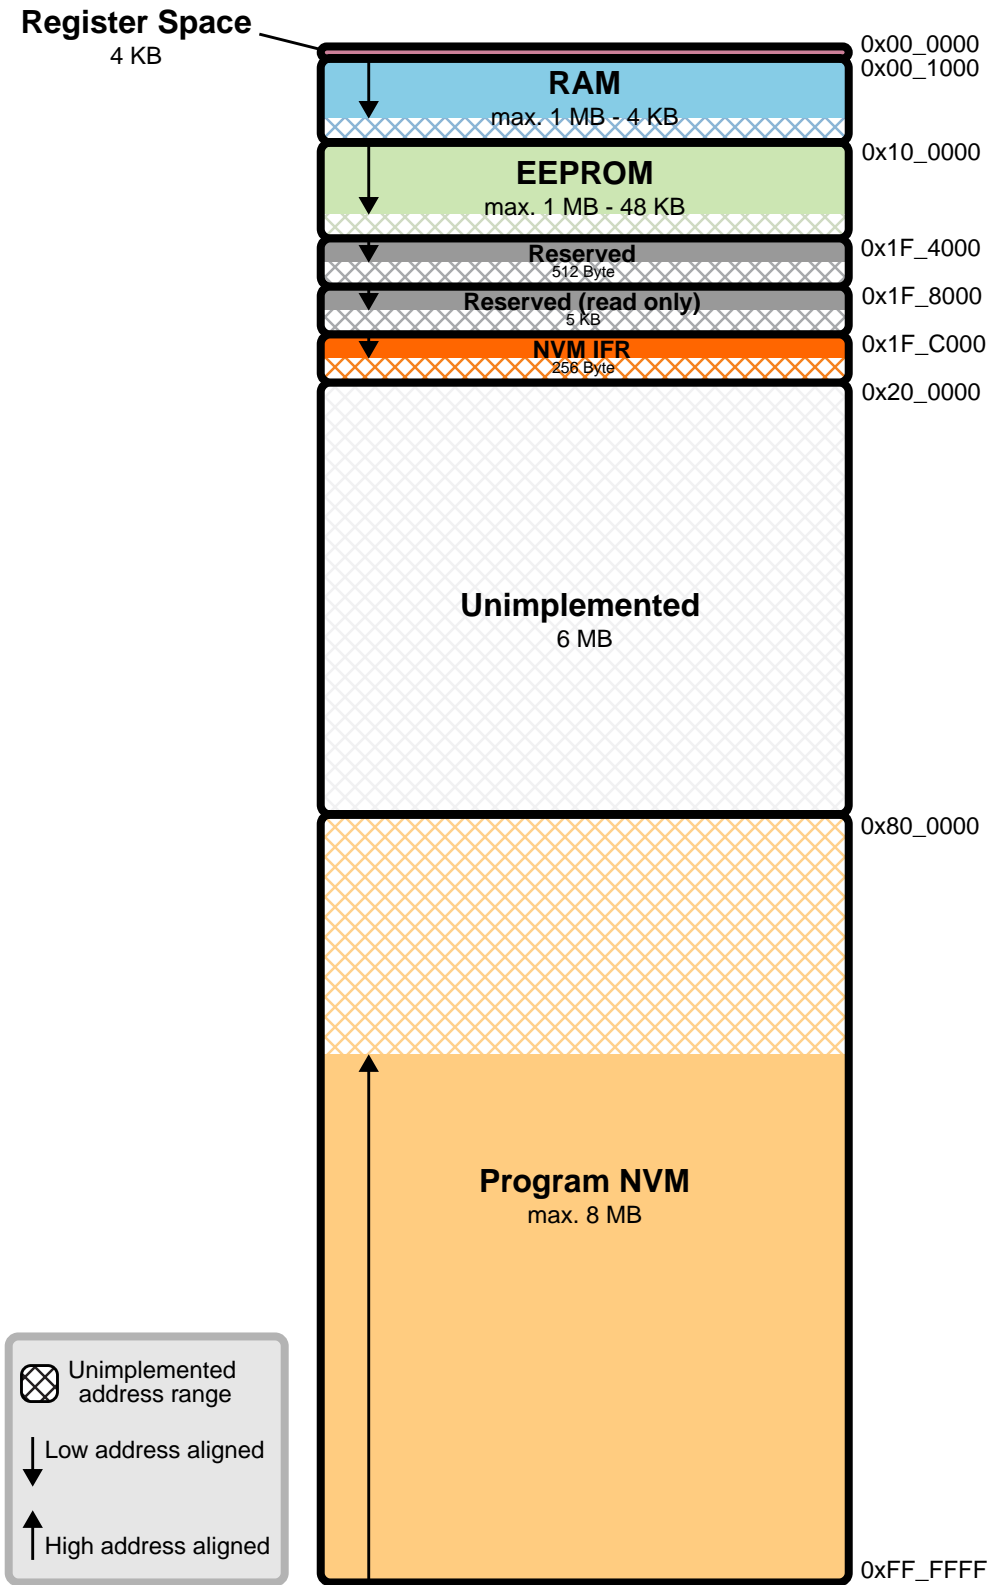 Register Space
4 KB
0x00_0000
0x00_1000
RAM
max. 1 MB - 4 KB
0x10_0000
EEPROM
max. 1 MB - 48 KB
0x1F_4000
Reserved
512 Byte
0x1F_8000
Reserved (read only)
5 KB
0x1F_C000
NVM IFR
256 Byte
0x20_0000
Unimplemented
6 MB
0x80_0000
Program NVM
max. 8 MB
Unimplemented
address range
Low address aligned
High address aligned
0xFF_FFFF